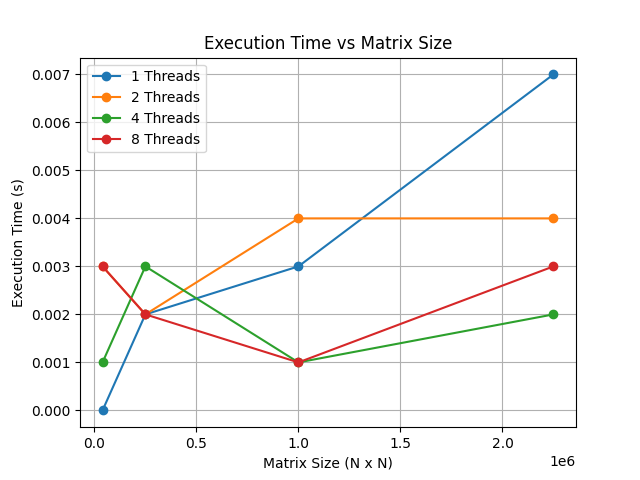 Execution Time vs Matrix Size
1 Threads
2 Threads
4 Threads
8 Threads
Execution Time (s)
0.007
0.006
0.005
0.004
0.003
0.002
0.001
0.000
0.0
0.5
1.0
1.5
2.0
1e6
Matrix Size (N x N)